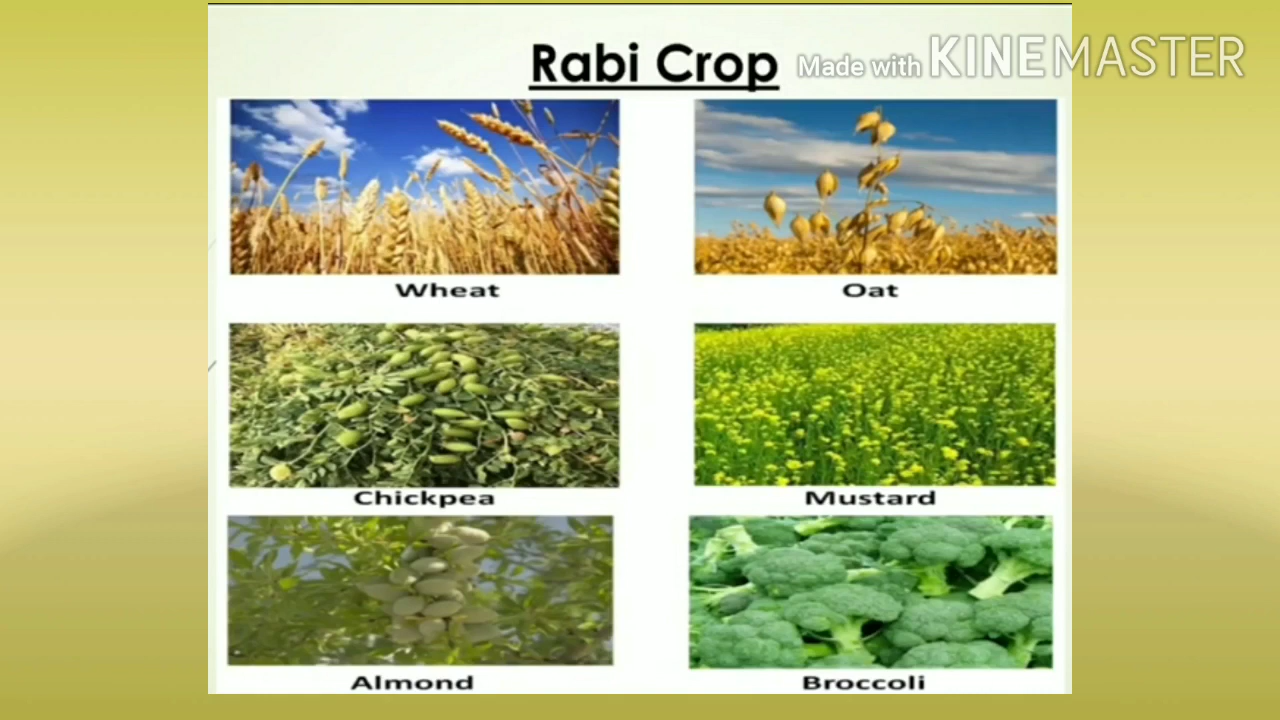 Rabi Crop
Made with KINEMASTER
Wheat
Oat
Chickpea
Mustard
Almond
Broccoli